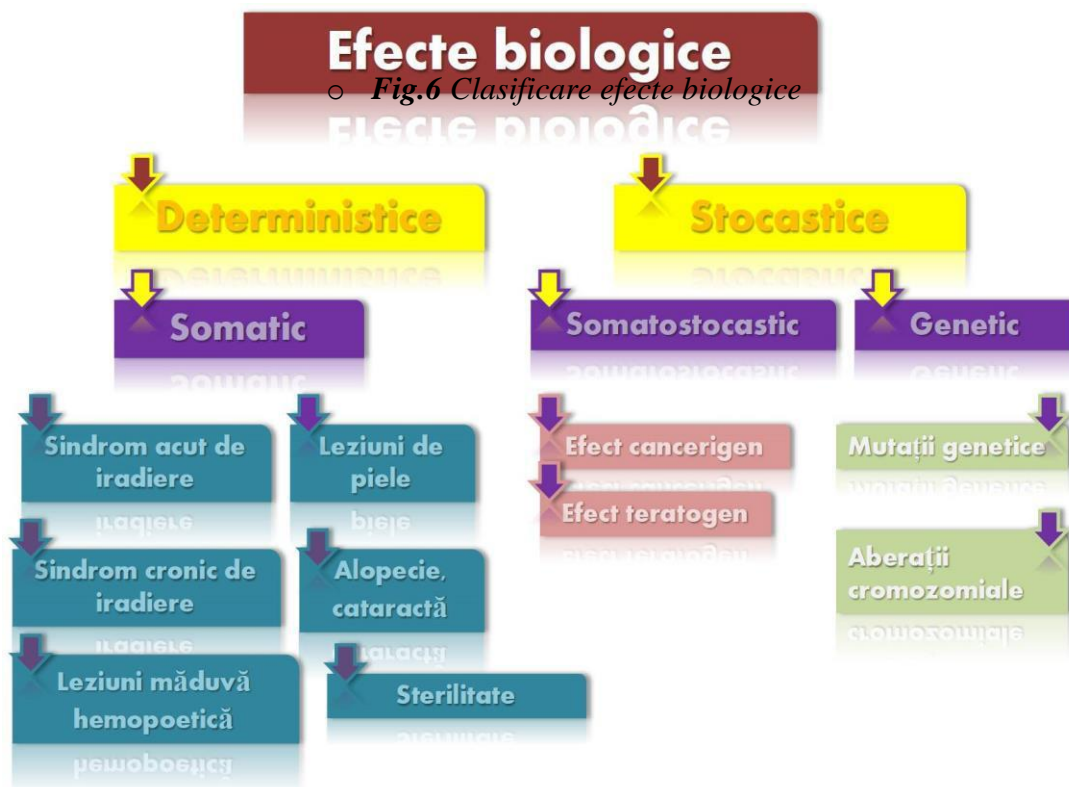 Efecte biologice
o Fig.6 Clasificare efecte biologice
Deterministice
Stocastice
Somatic
Somatostocastic
Genetic
Sindrom acut de
iradiere
Leziuni de
piele
Sindrom cronic de
iradiere
Alopecie,
cataractă
Leziuni măduvă
hemopoetică
Sterilitate
Efect cancerigen
Efect teratogen
Mutații genetice
Aberații
cromozomiale